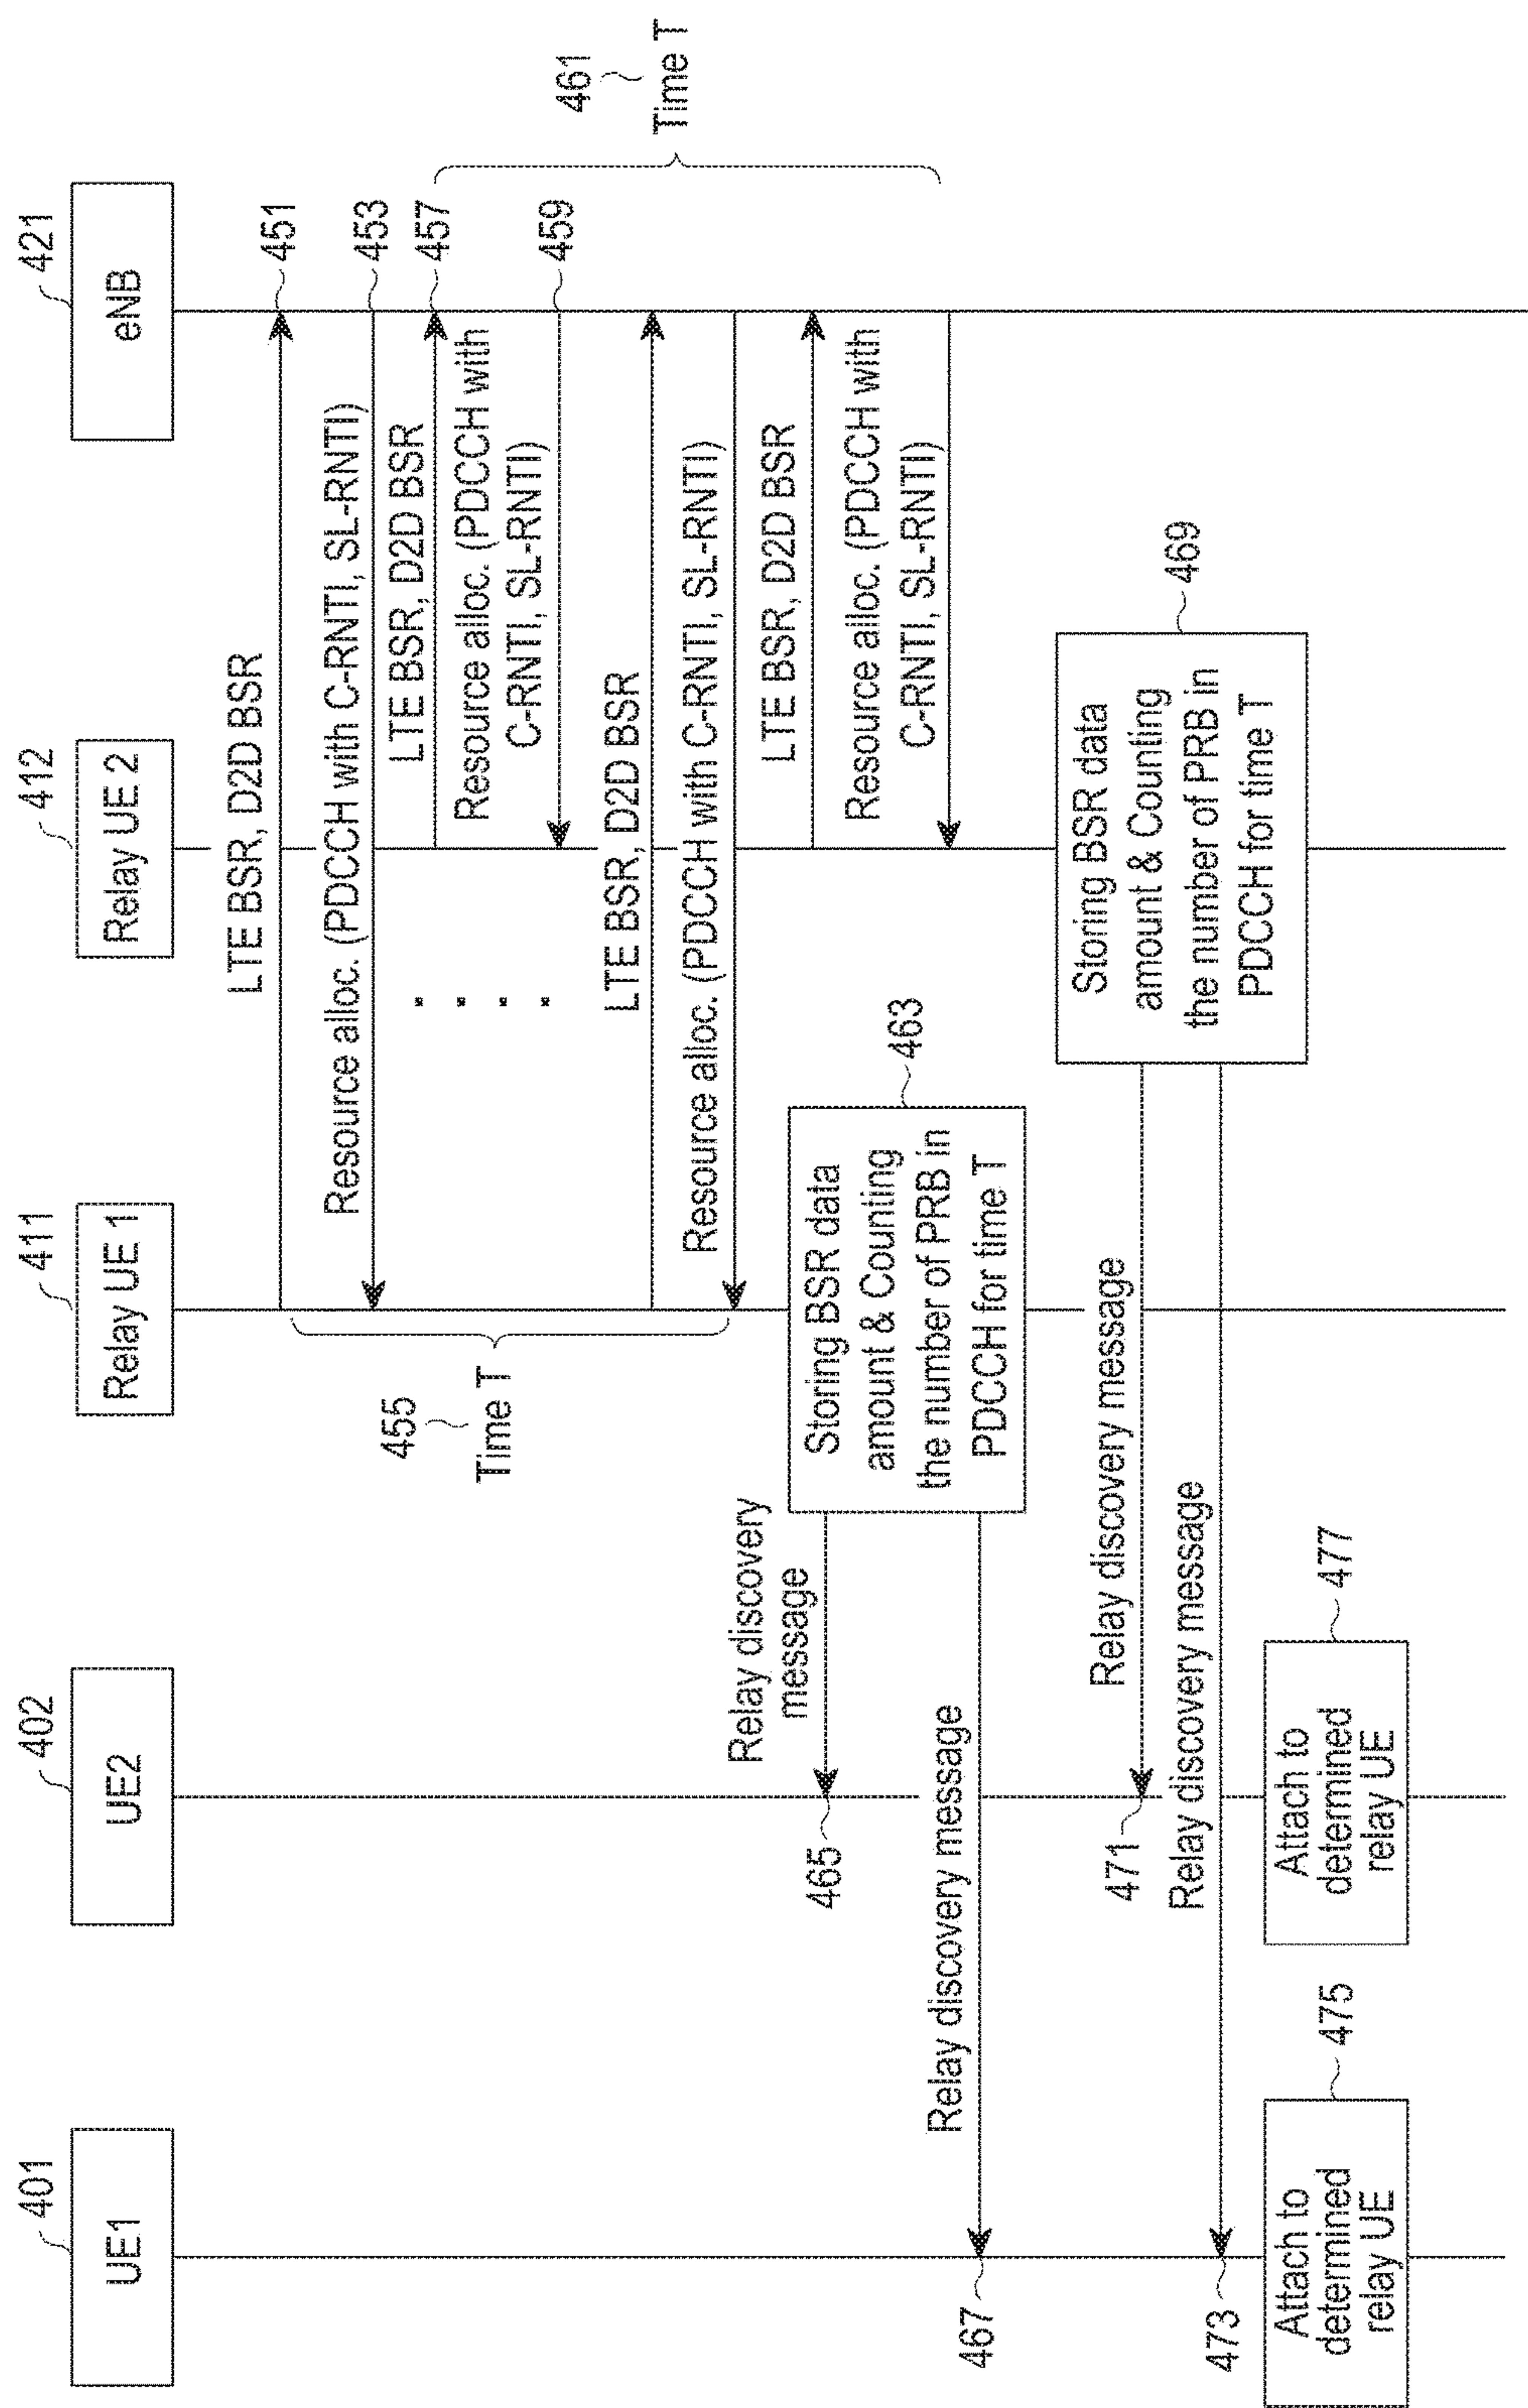 401
UE1
402
UE2
411
Relay UE 1
412
Relay UE 2
421
eNB
LTE BSR, D2D BSR
451
Resource alloc. (PDCCH with C-RNTI, SL-RNTI)
453
LTE BSR, D2D BSR
457
455
Time T
Resource alloc. (PDCCH with
C-RNTI, SL-RNTI)
459
461
Time T
LTE BSR, D2D BSR
Resource alloc. (PDCCH with C-RNTI, SL-RNTI)
LTE BSR, D2D BSR
Resource alloc. (PDCCH with
C-RNTI, SL-RNTI)
463
Storing BSR data
amount & Counting
the number of PRB in
PDCCH for time T
Relay discovery
message
465
Relay discovery message
467
469
Storing BSR data
amount & Counting
the number of PRB in
PDCCH for time T
Relay discovery message
471
Relay discovery message
473
475
Attach to
determined
relay UE
477
Attach to
determined
relay UE